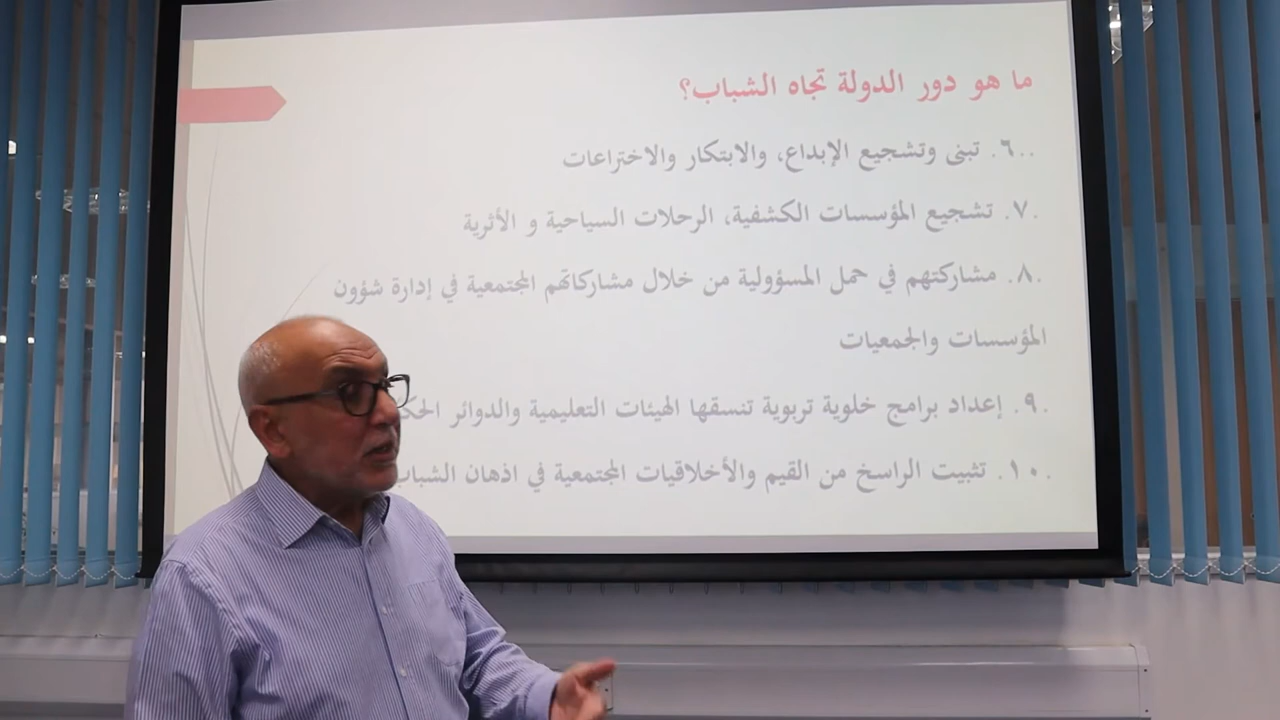 ما هو دور الدولة تجاه الشباب؟
..٦. تبنى وتشجيع الإبداع، والابتكار والاختراعات
.٧. تشجيع المؤسسات الكشفية، الرحلات السياحية و الأثرية
.٨. مشاركتهم في حمل المسؤولية من خلال مشاركاتهم المجتمعية في إدارة شؤون
المؤسسات والجمعيات
.٩. إعداد برامج خلوية تربوية تنسقها الهيئات التعليمية والدوائر
.١٠. تثبيت الراسخ من القيم والأخلاقيات المجتمعية في اذهان الشباب